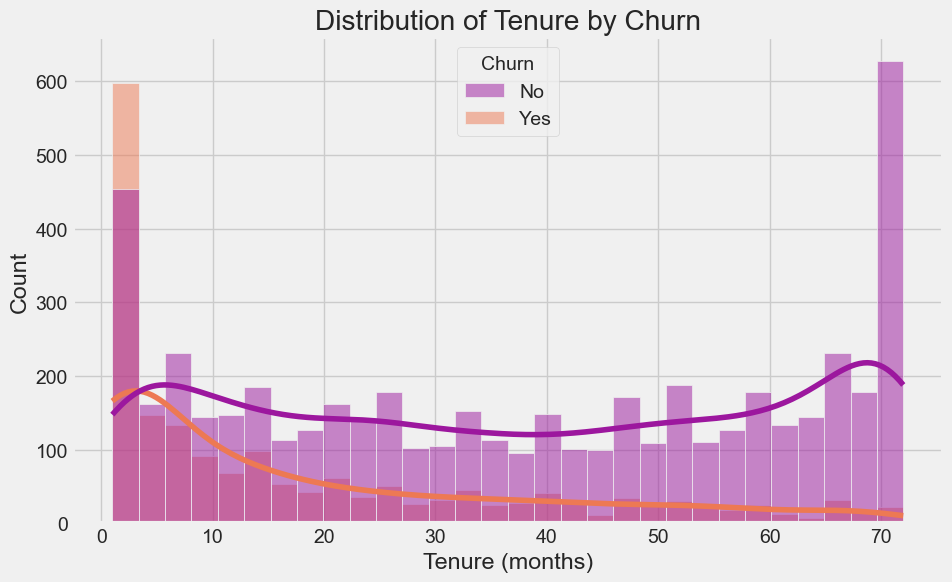 Distribution of Tenure by Churn
Churn
No
Yes
Count
600
500
400
300
200
100
0
0 10 20 30 40 50 60 70
Tenure (months)